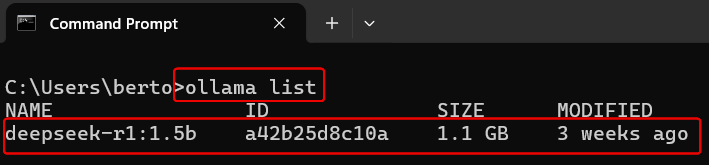 Command Prompt
C:\Users\berto>ollama list
NAME ID SIZE MODIFIED
deepseek-r1:1.5b a42b25d8c10a 1.1 GB 3 weeks ago